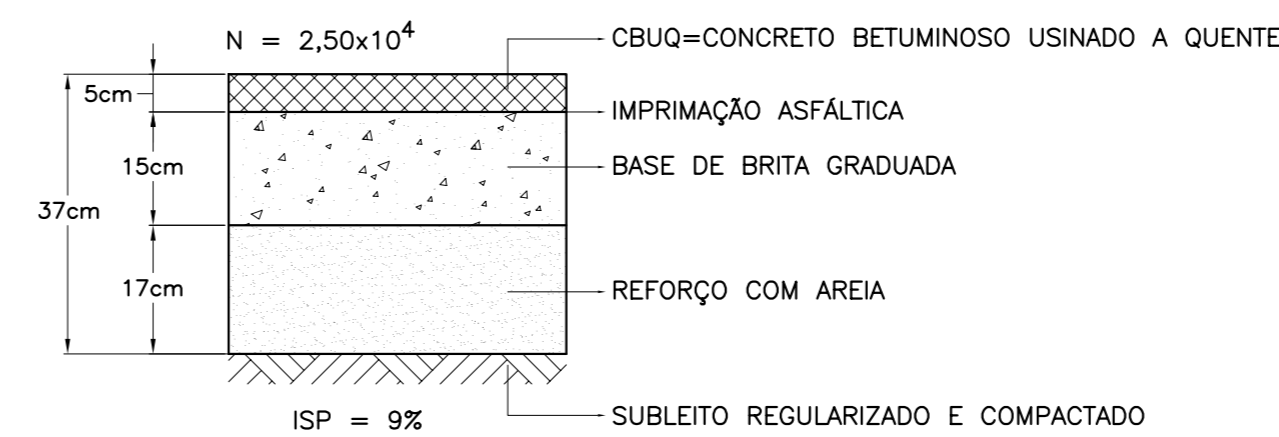 N = 2,50x10⁴
CBUQ=CONCRETO BETUMINOSO USINADO A QUENTE
5cm
IMPRIMAÇÃO ASFÁLTICA
15cm
BASE DE BRITA GRADUADA
37cm
17cm
REFORÇO COM AREIA
ISP = 9%
SUBLEITO REGULARIZADO E COMPACTADO